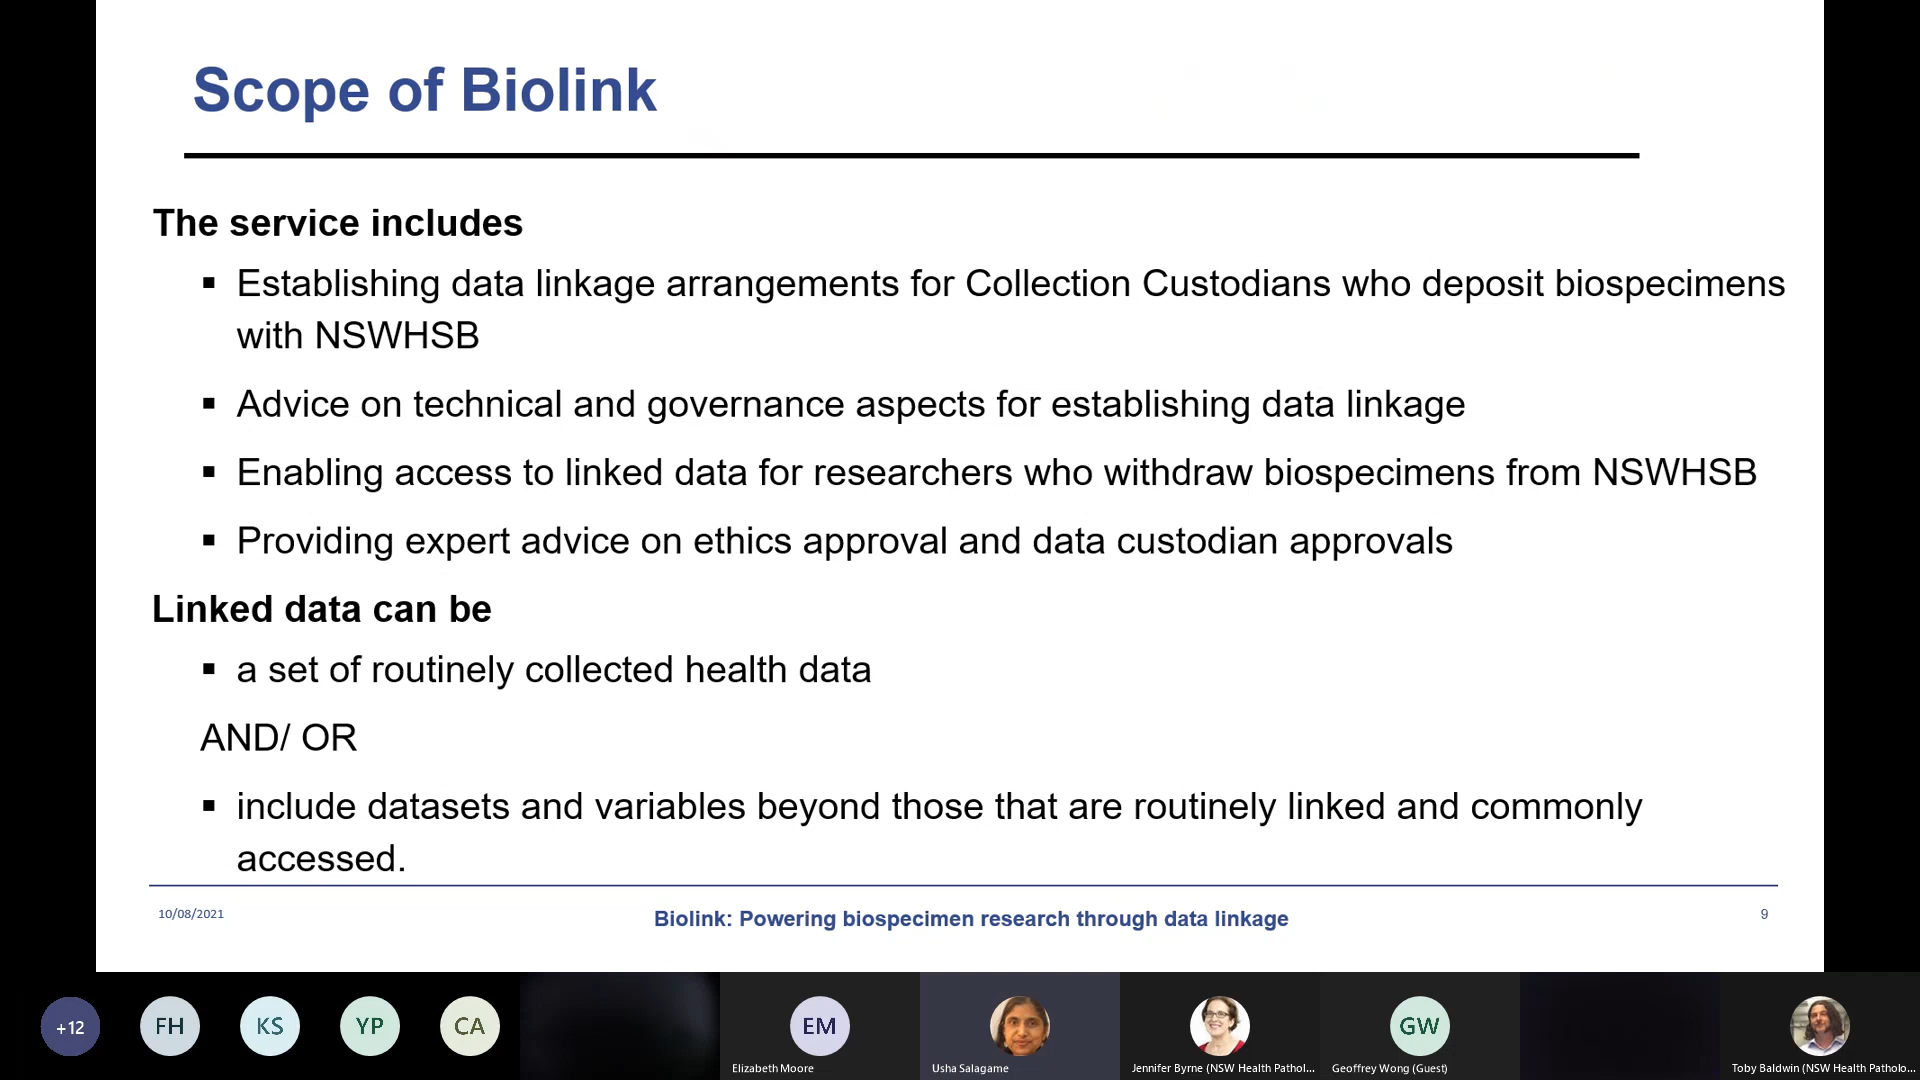 Scope of Biolink
The service includes
▪ Establishing data linkage arrangements for Collection Custodians who deposit biospecimens
with NSWHSB
▪ Advice on technical and governance aspects for establishing data linkage
▪ Enabling access to linked data for researchers who withdraw biospecimens from NSWHSB
▪ Providing expert advice on ethics approval and data custodian approvals
Linked data can be
▪ a set of routinely collected health data
AND/ OR
▪ include datasets and variables beyond those that are routinely linked and commonly
accessed.
10/08/2021
Biolink: Powering biospecimen research through data linkage
9
+12
FH
KS
YP
CA
EM
GW
Elizabeth Moore
Usha Salagame
Jennifer Byrne (NSW Health Pathol...
Geoffrey Wong (Guest)
Toby Baldwin (NSW Health Patholo...